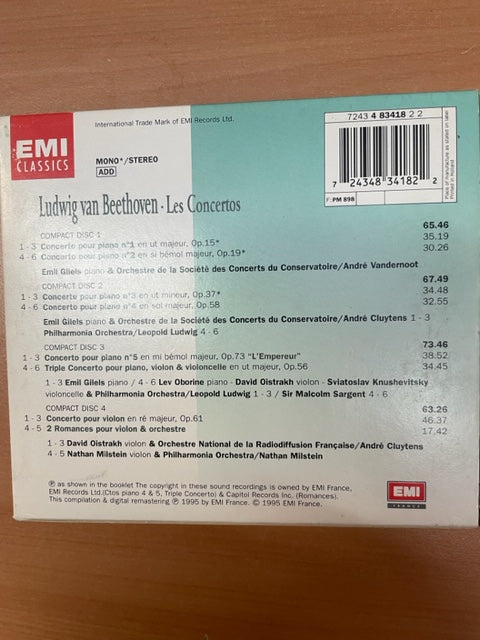 International Trade Mark of EMI Records Ltd.
7243 4 83418 2 2
EMI
CLASSICS
MONO*/STEREO
ADD
Place of manufacture as stated on label
Printed in Holland
7 24348 34182 2
F: PM 898
Ludwig van Beethoven · Les Concertos
COMPACT DISC 1 65.46
1 - 3 Concerto pour piano n°1 en ut majeur, Op.15* 35.19
4 - 6 Concerto pour piano n°2 en si bémol majeur, Op.19* 30.26
Emil Gilels piano & Orchestre de la Société des Concerts du Conservatoire/André Vandernoot
COMPACT DISC 2 67.49
1 - 3 Concerto pour piano n°3 en ut mineur, Op.37* 34.48
4 - 6 Concerto pour piano n°4 en sol majeur, Op.58 32.55
Emil Gilels piano & Orchestre de la Société des Concerts du Conservatoire/André Cluytens 1 - 3
Philharmonia Orchestra/Leopold Ludwig 4 - 6
COMPACT DISC 3 73.46
1 - 3 Concerto pour piano n°5 en mi bémol majeur, Op.73 "L'Empereur" 38.52
4 - 6 Triple Concerto pour piano, violon & violoncelle en ut majeur, Op.56 34.45
1 - 3 Emil Gilels piano / 4 - 6 Lev Oborine piano - David Oistrakh violon - Sviatoslav Knushevitsky
violoncelle & Philharmonia Orchestra/Leopold Ludwig 1 - 3 / Sir Malcolm Sargent 4 - 6
COMPACT DISC 4 63.26
1 - 3 Concerto pour violon en ré majeur, Op.61 46.37
4 - 5 2 Romances pour violon & orchestre 17.42
1 - 3 David Oistrakh violon & Orchestre National de la Radiodiffusion Française/André Cluytens
4 - 5 Nathan Milstein violon & Philharmonia Orchestra/Nathan Milstein
℗ as shown in the booklet The copyright in these sound recordings is owned by EMI France,
EMI Records Ltd.(Ctos piano 4 & 5, Triple Concerto) & Capitol Records Inc. (Romances).
This compilation & digital remastering ℗ 1995 by EMI France. © 1995 EMI France.
EMI
FRANCE